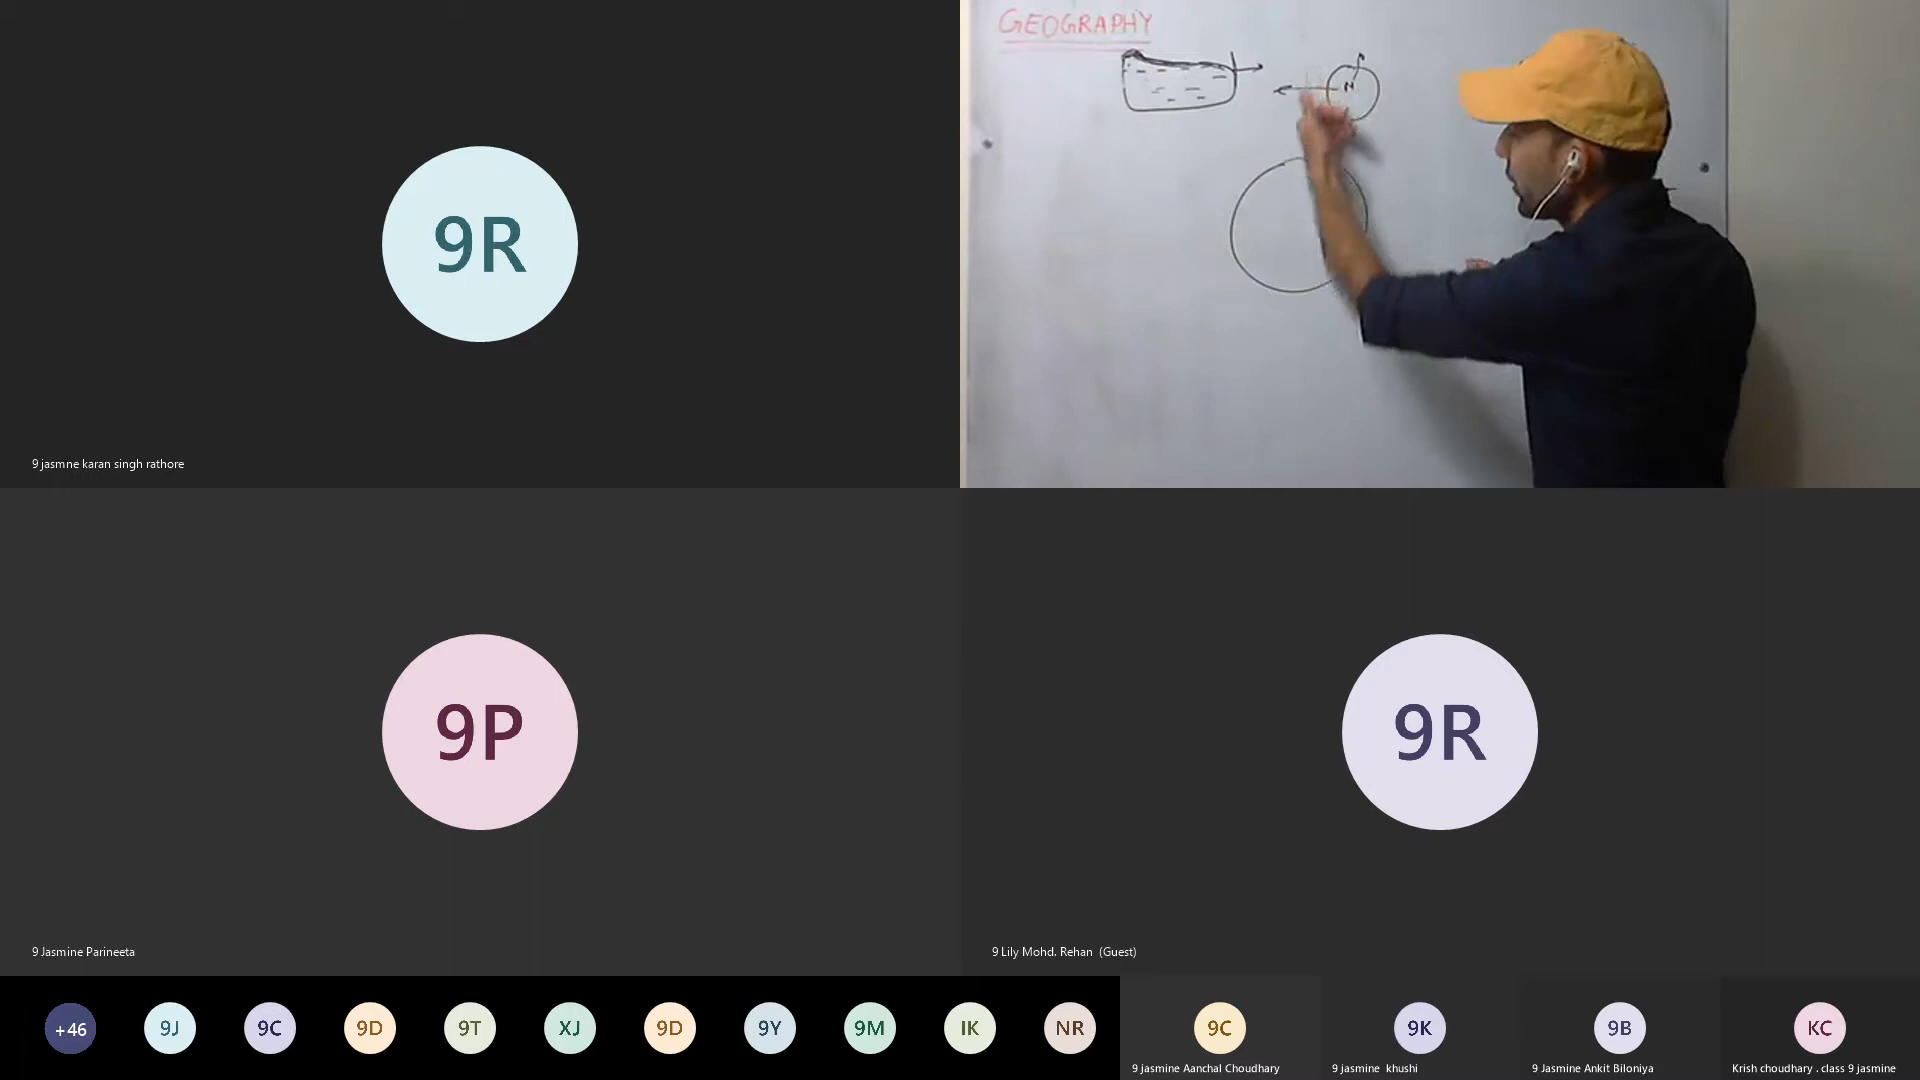 GEOGRAPHY
N
9R
9 jasmne karan singh rathore
9P
9 Jasmine Parineeta
9R
9 Lily Mohd. Rehan (Guest)
+46
9J
9C
9D
9T
XJ
9D
9Y
9M
IK
NR
9C
9 jasmine Aanchal Choudhary
9K
9 jasmine khushi
9B
9 Jasmine Ankit Biloniya
KC
Krish choudhary . class 9 jasmine